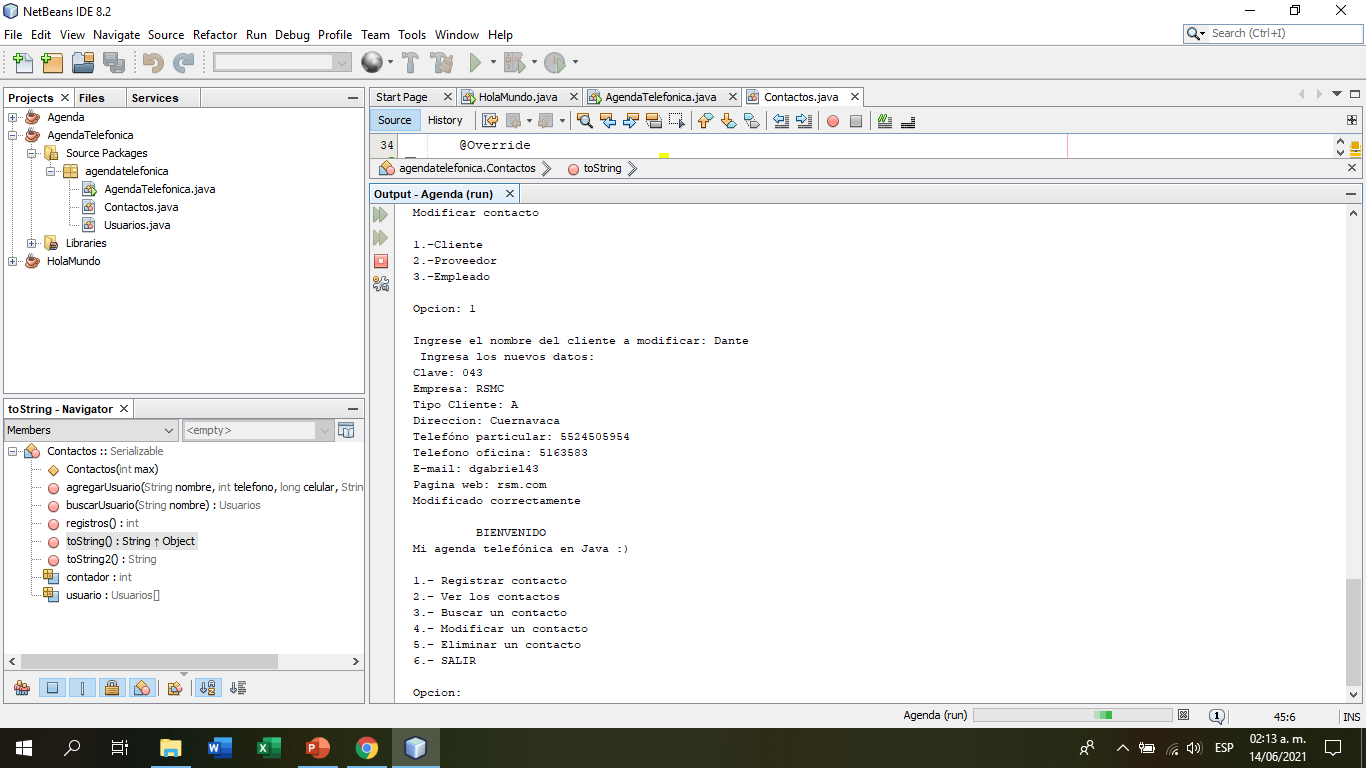 NetBeans IDE 8.2
File Edit View Navigate Source Refactor Run Debug Profile Team Tools Window Help
Search (Ctrl+I)
Projects Files Services
Agenda
AgendaTelefonica
Source Packages
agendatelefonica
AgendaTelefonica.java
Contactos.java
Usuarios.java
Libraries
HolaMundo
toString - Navigator
Members <empty>
Contactos :: Serializable
Contactos(int max)
agregarUsuario(String nombre, int telefono, long celular, Strin
buscarUsuario(String nombre) : Usuarios
registros() : int
toString() : String ↑ Object
toString2() : String
contador : int
usuario : Usuarios[]
Start Page HolaMundo.java AgendaTelefonica.java Contactos.java
Source History
34 @Override
agendatelefonica.Contactos toString
Output - Agenda (run)
Modificar contacto
1.-Cliente
2.-Proveedor
3.-Empleado
Opcion: 1
Ingrese el nombre del cliente a modificar: Dante
Ingresa los nuevos datos:
Clave: 043
Empresa: RSMC
Tipo Cliente: A
Direccion: Cuernavaca
Telefóno particular: 5524505954
Telefono oficina: 5163583
E-mail: dgabriel43
Pagina web: rsm.com
Modificado correctamente
BIENVENIDO
Mi agenda telefónica en Java :)
1.- Registrar contacto
2.- Ver los contactos
3.- Buscar un contacto
4.- Modificar un contacto
5.- Eliminar un contacto
6.- SALIR
Opcion:
Agenda (run) 1 45:6 INS
ESP
02:13 a. m.
14/06/2021